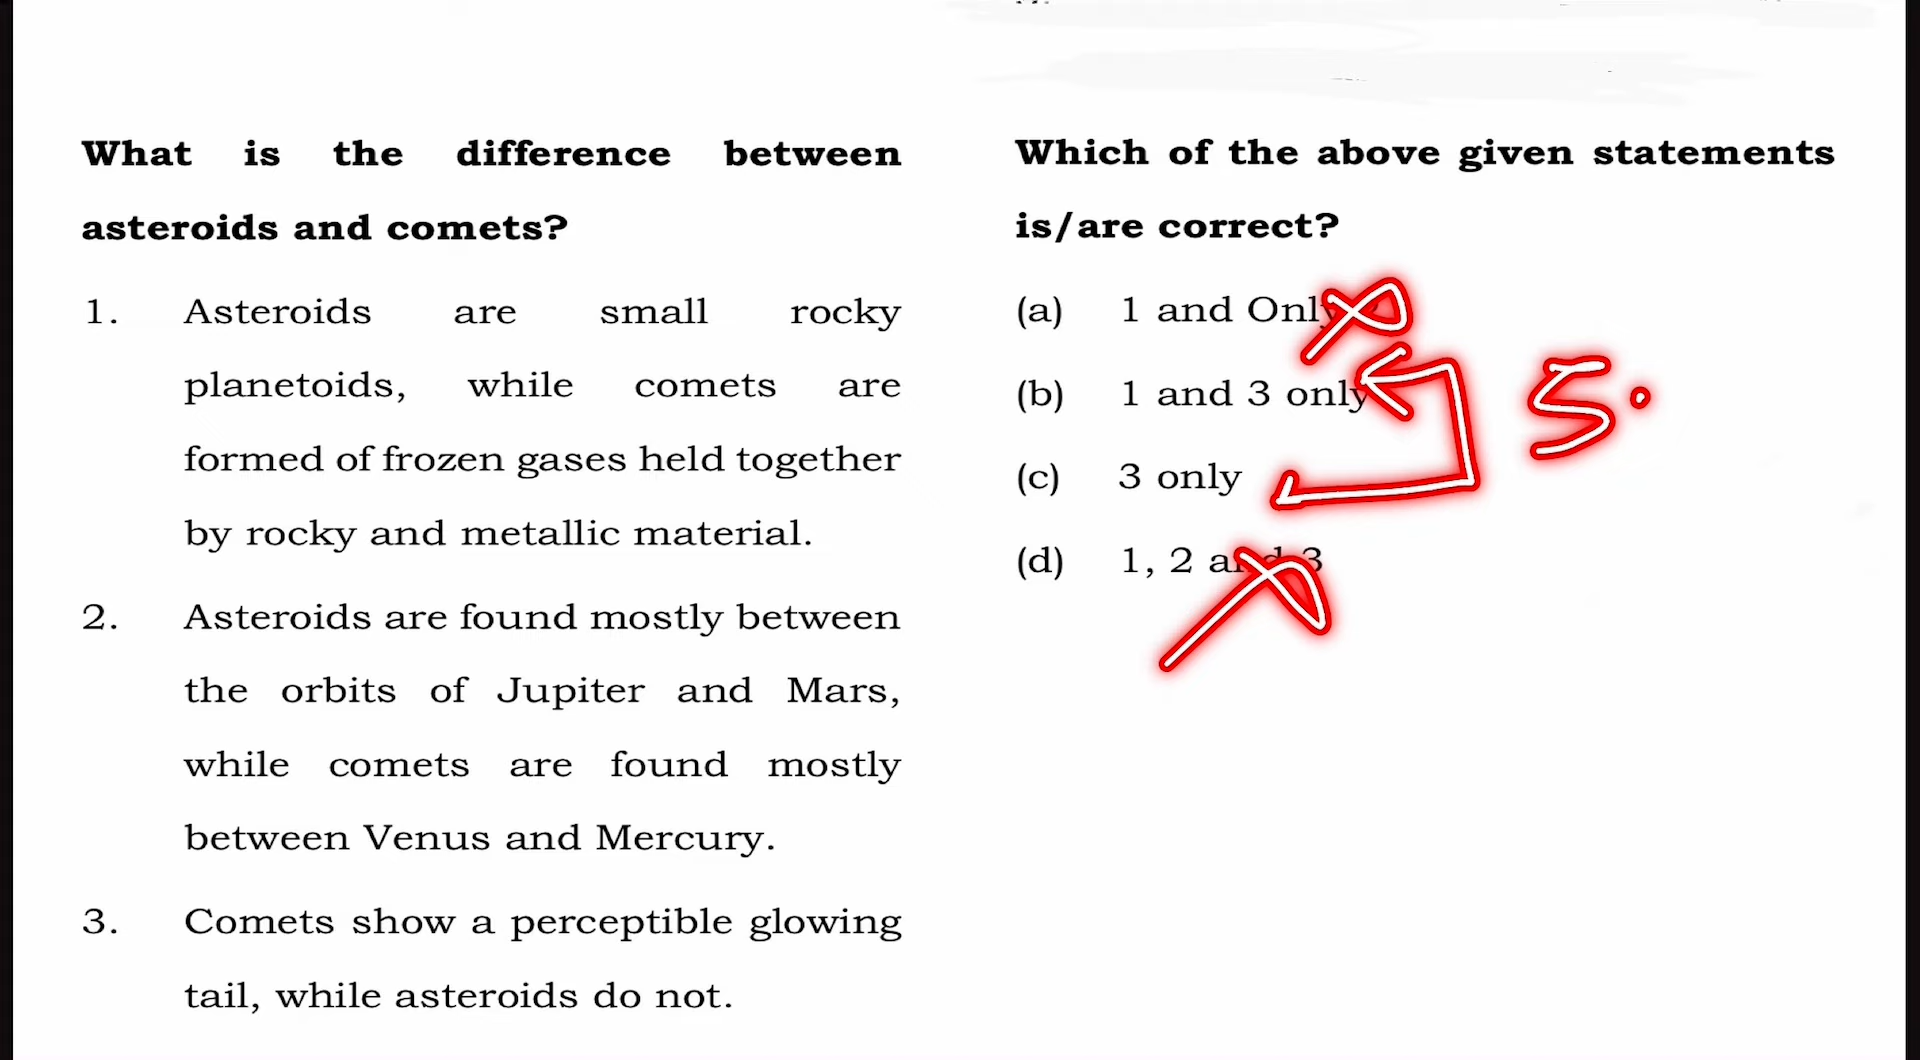 What is the difference between
asteroids and comets?
1. Asteroids are small rocky
planetoids, while comets are
formed of frozen gases held together
by rocky and metallic material.
2. Asteroids are found mostly between
the orbits of Jupiter and Mars,
while comets are found mostly
between Venus and Mercury.
3. Comets show a perceptible glowing
tail, while asteroids do not.
Which of the above given statements
is/are correct?
(a) 1 and Only
(b) 1 and 3 only
(c) 3 only
(d) 1, 2 and 3